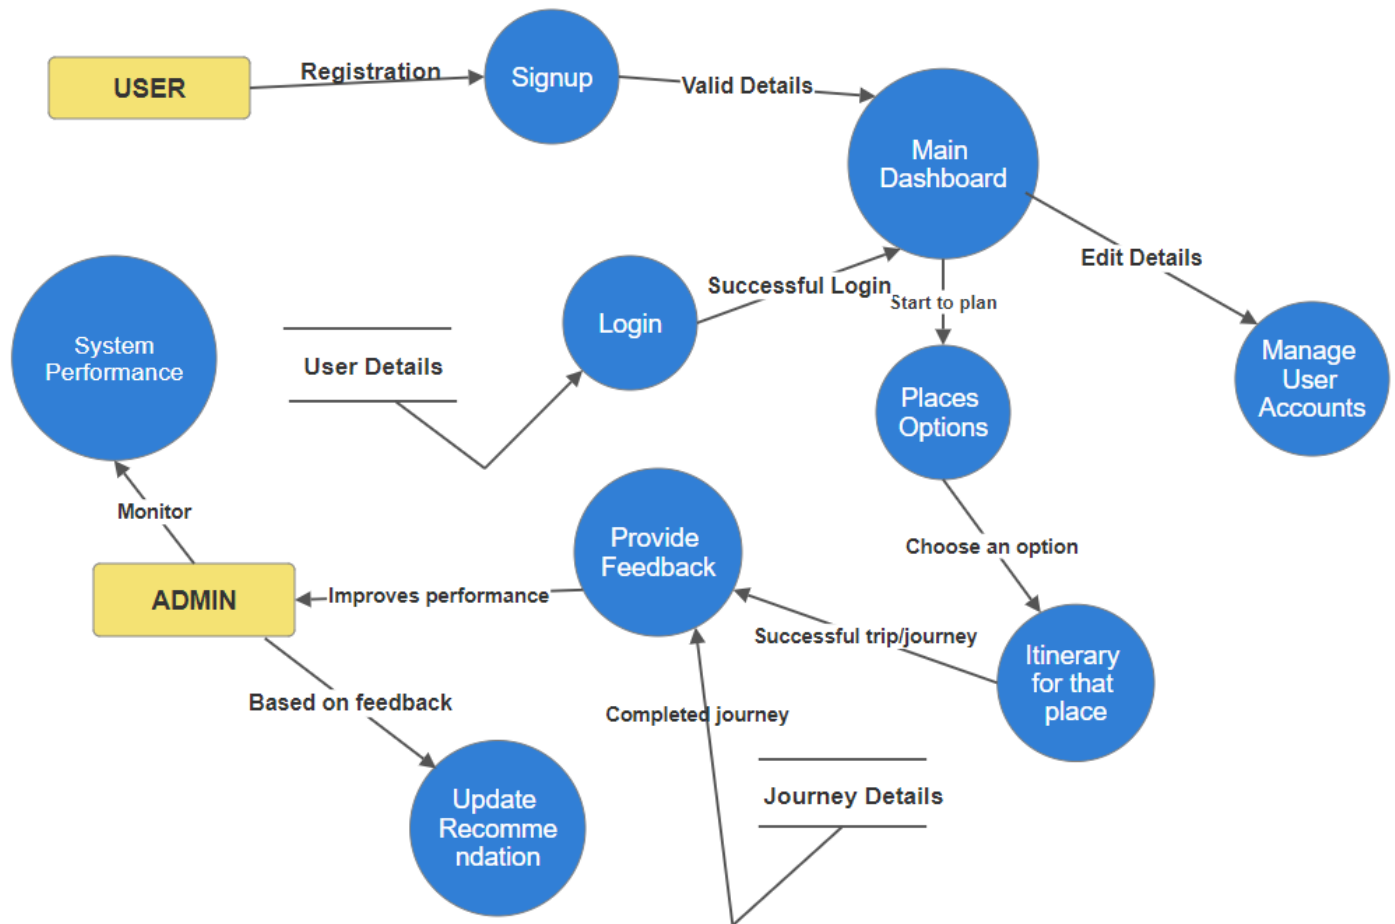 USER
Registration
Signup
Valid Details
Main
Dashboard
Edit Details
Manage
User
Accounts
System
Performance
User Details
Login
Successful Login
Start to plan
Places
Options
Monitor
ADMIN
Improves performance
Provide
Feedback
Choose an option
Successful trip/journey
Itinerary
for that
place
Based on feedback
Completed journey
Update
Recomme
ndation
Journey Details